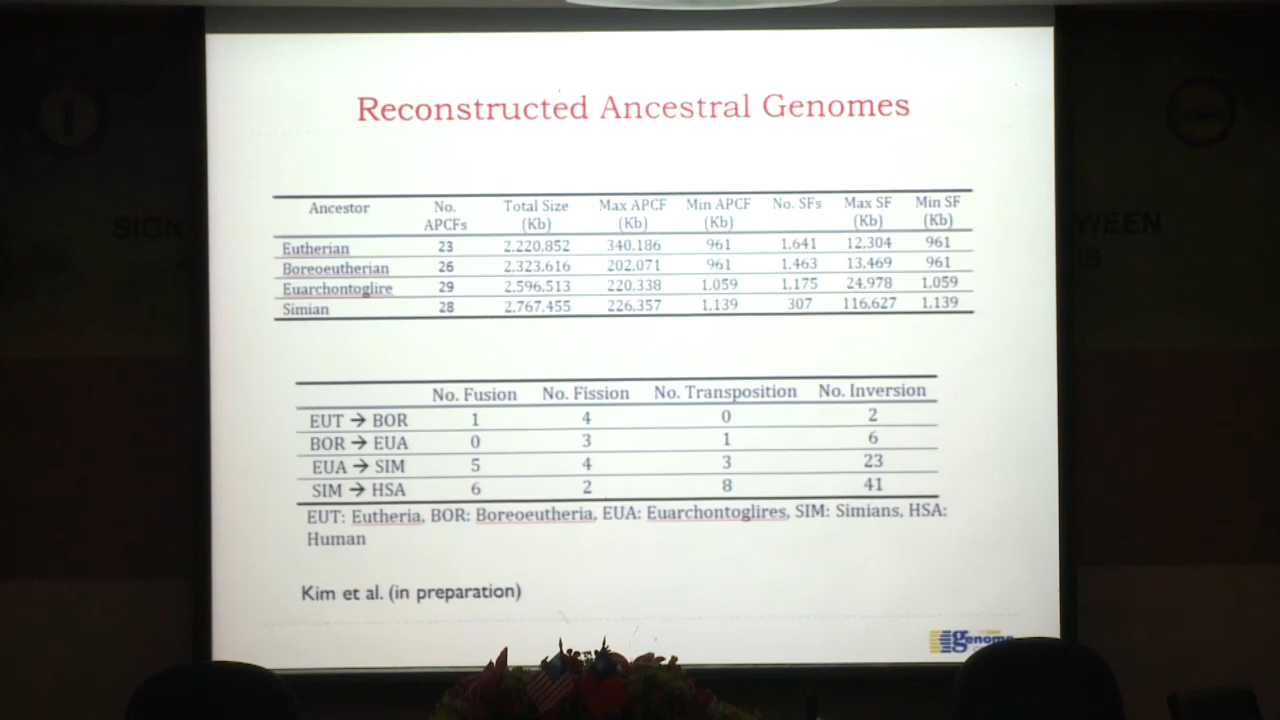 Reconstructed Ancestral Genomes
Ancestor No. APCFs Total Size (Kb) Max APCF (Kb) Min APCF (Kb) No. SFs Max SF (Kb) Min SF (Kb)
Eutherian 23 2.220.852 340.186 961 1.641 12.304 961
Boreoeutherian 26 2.323.616 202.071 961 1.463 13.469 961
Euarchontoglire 29 2.596.513 220.338 1.059 1.175 24.978 1.059
Simian 28 2.767.455 226.357 1.139 307 116.627 1.139
No. Fusion No. Fission No. Transposition No. Inversion
EUT → BOR 1 4 0 2
BOR → EUA 0 3 1 6
EUA → SIM 5 4 3 23
SIM → HSA 6 2 8 41
EUT: Eutheria, BOR: Boreoeutheria, EUA: Euarchontoglires, SIM: Simians, HSA:
Human
Kim et al. (in preparation)
genome
SIGN
WEEN